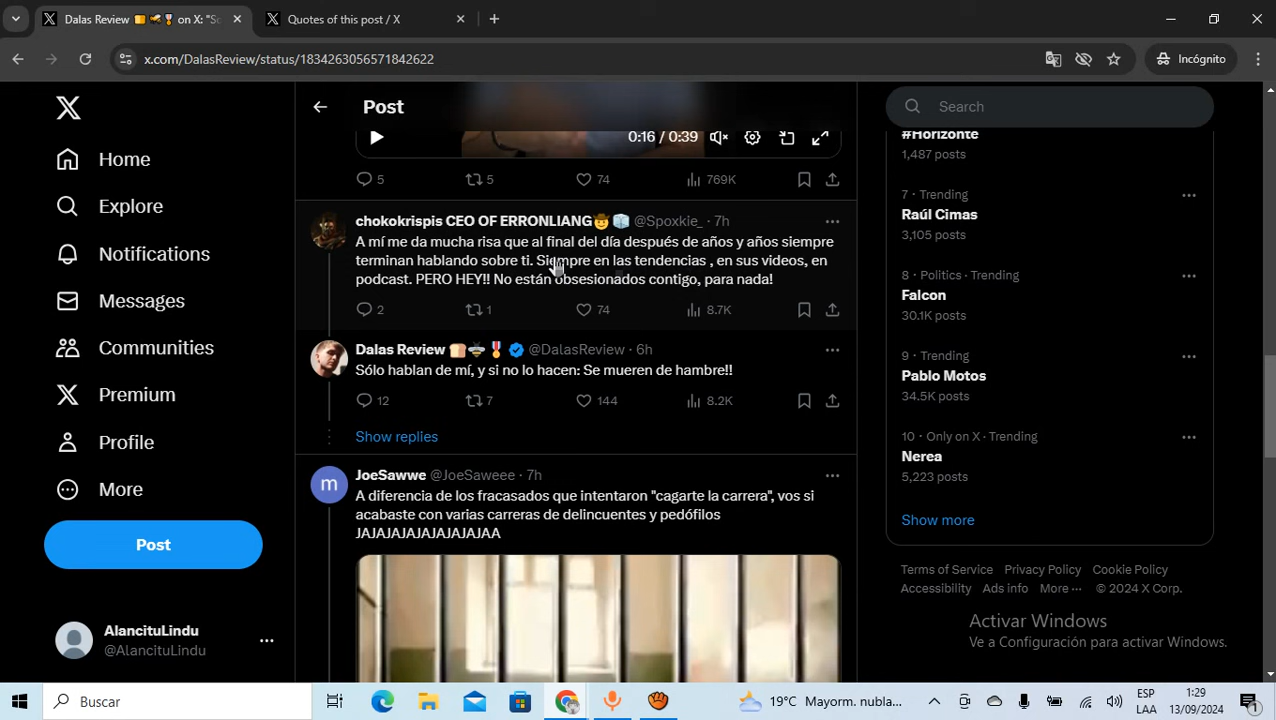 Dalas Review on X: "So
Quotes of this post / X
x.com/DalasReview/status/1834263056571842622
Incógnito
Home
Explore
Notifications
Messages
Communities
Premium
Profile
More
Post
AlancituLindu
@AlancituLindu
Post
0:16 / 0:39
5 5 74 769K
chokokrispis CEO OF ERRONLIANG🤠🧊 @Spoxkie_ · 7h
A mí me da mucha risa que al final del día después de años y años siempre
terminan hablando sobre ti. Siempre en las tendencias , en sus videos, en
podcast. PERO HEY!! No están obsesionados contigo, para nada!
2 1 74 8.7K
Dalas Review 🍞🐝🎖️ @DalasReview · 6h
Sólo hablan de mí, y si no lo hacen: Se mueren de hambre!!
12 7 144 8.2K
Show replies
m
JoeSawwe @JoeSaweee · 7h
A diferencia de los fracasados que intentaron "cagarte la carrera", vos si
acabaste con varias carreras de delincuentes y pedófilos
JAJAJAJAJAJAJAJAA
Search
#Horizonte
1,487 posts
7 · Trending
Raúl Cimas
3,105 posts
8 · Politics · Trending
Falcon
30.1K posts
9 · Trending
Pablo Motos
34.5K posts
10 · Only on X · Trending
Nerea
5,223 posts
Show more
Terms of Service Privacy Policy Cookie Policy
Accessibility Ads info More ··· © 2024 X Corp.
Activar Windows
Ve a Configuración para activar Windows.
Buscar
19°C Mayorm. nubla...
ESP
LAA
1:29
13/09/2024
1